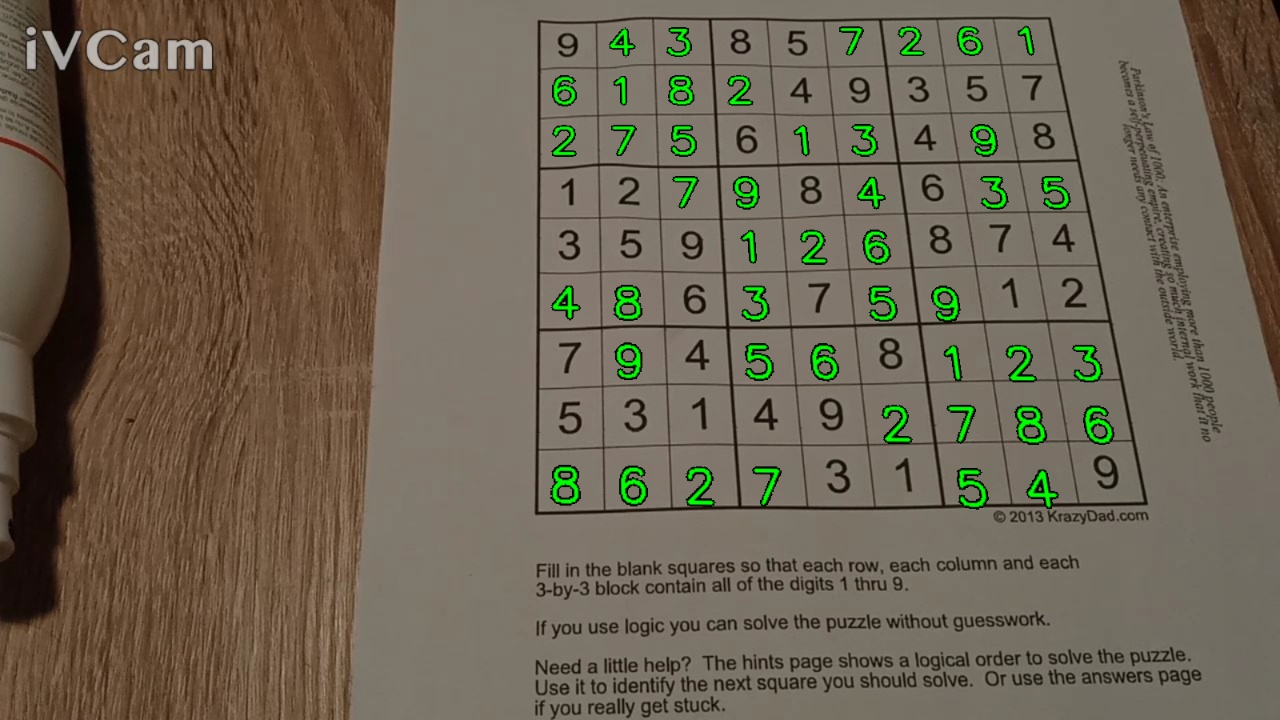 iVCam
9 4 3 8 5 7 2 6 1
6 1 8 2 4 9 3 5 7
2 7 5 6 1 3 4 9 8
1 2 7 9 8 4 6 3 5
3 5 9 1 2 6 8 7 4
4 8 6 3 7 5 9 1 2
7 9 4 5 6 8 1 2 3
5 3 1 4 9 2 7 8 6
8 6 2 7 3 1 5 4 9
© 2013 KrazyDad.com
Parkinson's Law of 1000: An enterprise employing more than 1000 people
becomes a self-perpetuating empire, creating so much internal work that it no
longer needs any contact with the outside world.
Fill in the blank squares so that each row, each column and each
3-by-3 block contain all of the digits 1 thru 9.
If you use logic you can solve the puzzle without guesswork.
Need a little help? The hints page shows a logical order to solve the puzzle.
Use it to identify the next square you should solve. Or use the answers page
if you really get stuck.